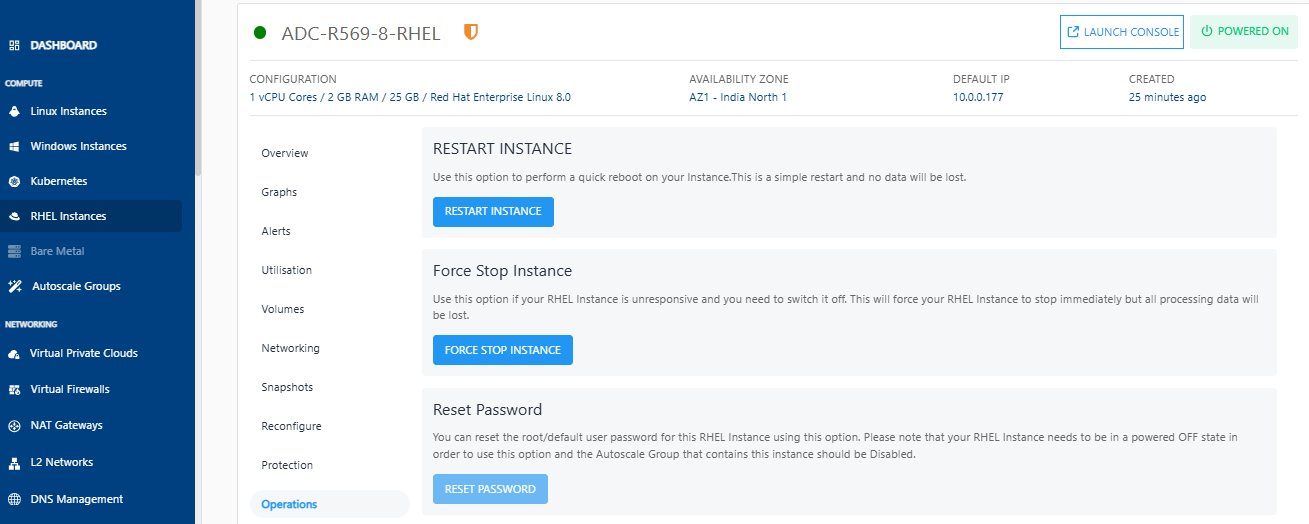 DASHBOARD
COMPUTE
Linux Instances
Windows Instances
Kubernetes
RHEL Instances
Bare Metal
Autoscale Groups
NETWORKING
Virtual Private Clouds
Virtual Firewalls
NAT Gateways
L2 Networks
DNS Management
ADC-R569-8-RHEL
LAUNCH CONSOLE
POWERED ON
CONFIGURATION
1 vCPU Cores / 2 GB RAM / 25 GB / Red Hat Enterprise Linux 8.0
AVAILABILITY ZONE
AZ1 - India North 1
DEFAULT IP
10.0.0.177
CREATED
25 minutes ago
Overview
Graphs
Alerts
Utilisation
Volumes
Networking
Snapshots
Reconfigure
Protection
Operations
RESTART INSTANCE
Use this option to perform a quick reboot on your Instance.This is a simple restart and no data will be lost.
RESTART INSTANCE
Force Stop Instance
Use this option if your RHEL Instance is unresponsive and you need to switch it off. This will force your RHEL Instance to stop immediately but all processing data will
be lost.
FORCE STOP INSTANCE
Reset Password
You can reset the root/default user password for this RHEL Instance using this option. Please note that your RHEL Instance needs to be in a powered OFF state in
order to use this option and the Autoscale Group that contains this instance should be Disabled.
RESET PASSWORD